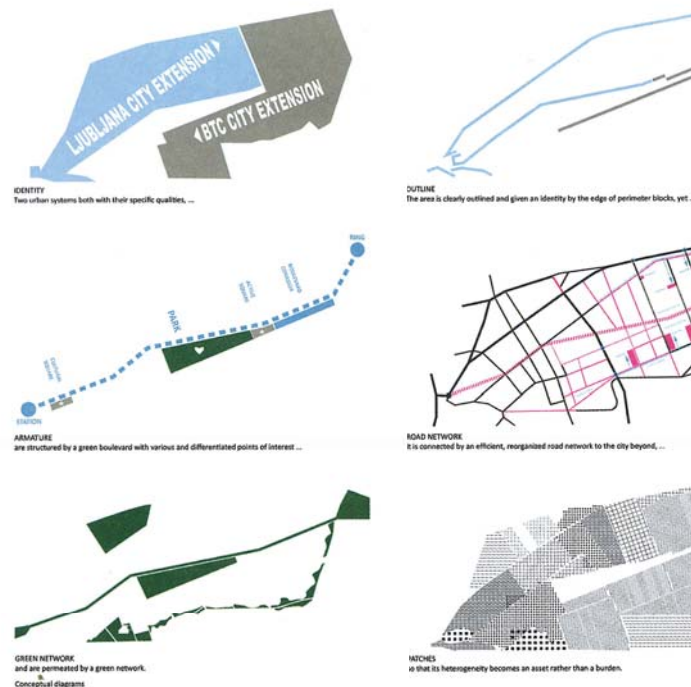 LJUBLJANA CITY EXTENSION
BTC CITY EXTENSION
IDENTITY
Two urban systems both with their specific qualities, ...
OUTLINE
The area is clearly outlined and given an identity by the edge of perimeter blocks, yet
RING
PARK
STATION
ARMATURE
are structured by a green boulevard with various and differentiated points of interest ...
ROAD NETWORK
it is connected by an efficient, reorganized road network to the city beyond, ...
GREEN NETWORK
and are permeated by a green network.
PATCHES
so that its heterogeneity becomes an asset rather than a burden.
Conceptual diagrams